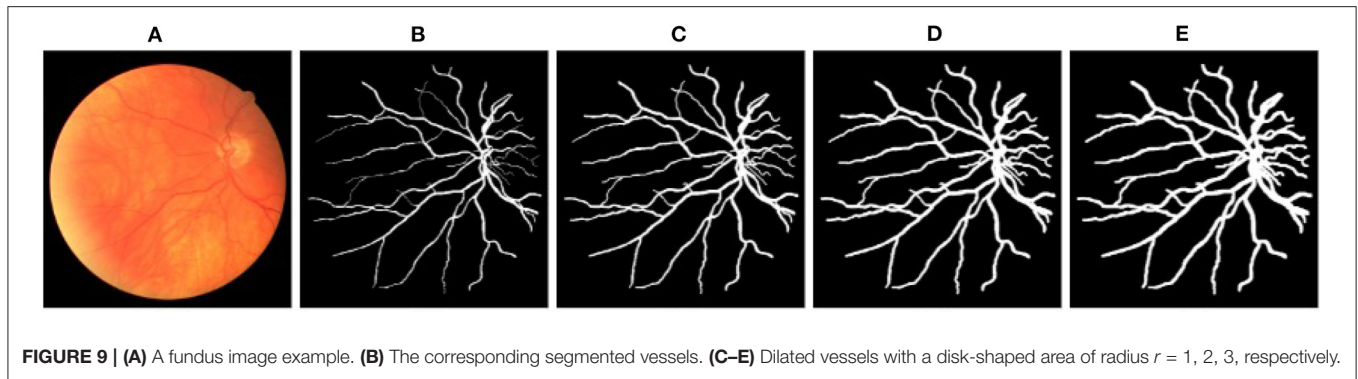 A B C D E
FIGURE 9 | (A) A fundus image example. (B) The corresponding segmented vessels. (C–E) Dilated vessels with a disk-shaped area of radius r = 1, 2, 3, respectively.